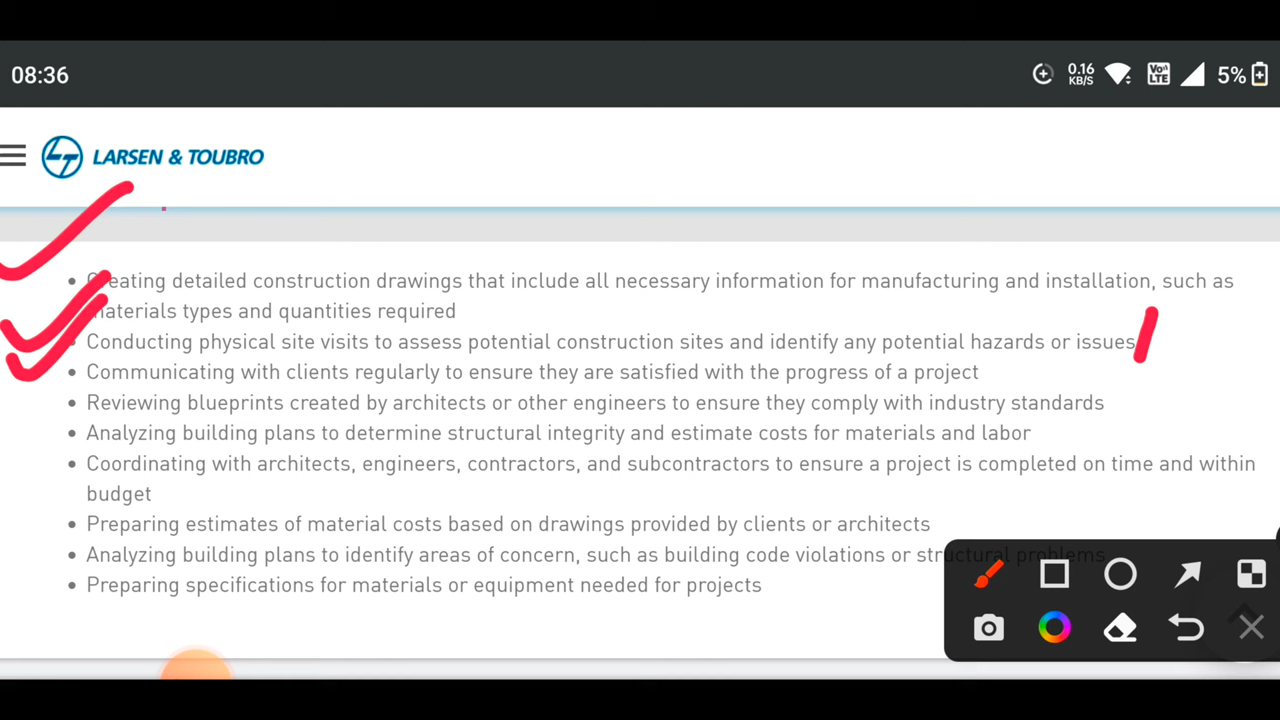 08:36
0.16
KB/S
Vo))
LTE
5%
LARSEN & TOUBRO
• Creating detailed construction drawings that include all necessary information for manufacturing and installation, such as
materials types and quantities required
• Conducting physical site visits to assess potential construction sites and identify any potential hazards or issues
• Communicating with clients regularly to ensure they are satisfied with the progress of a project
• Reviewing blueprints created by architects or other engineers to ensure they comply with industry standards
• Analyzing building plans to determine structural integrity and estimate costs for materials and labor
• Coordinating with architects, engineers, contractors, and subcontractors to ensure a project is completed on time and within
budget
• Preparing estimates of material costs based on drawings provided by clients or architects
• Analyzing building plans to identify areas of concern, such as building code violations or structural problems
• Preparing specifications for materials or equipment needed for projects